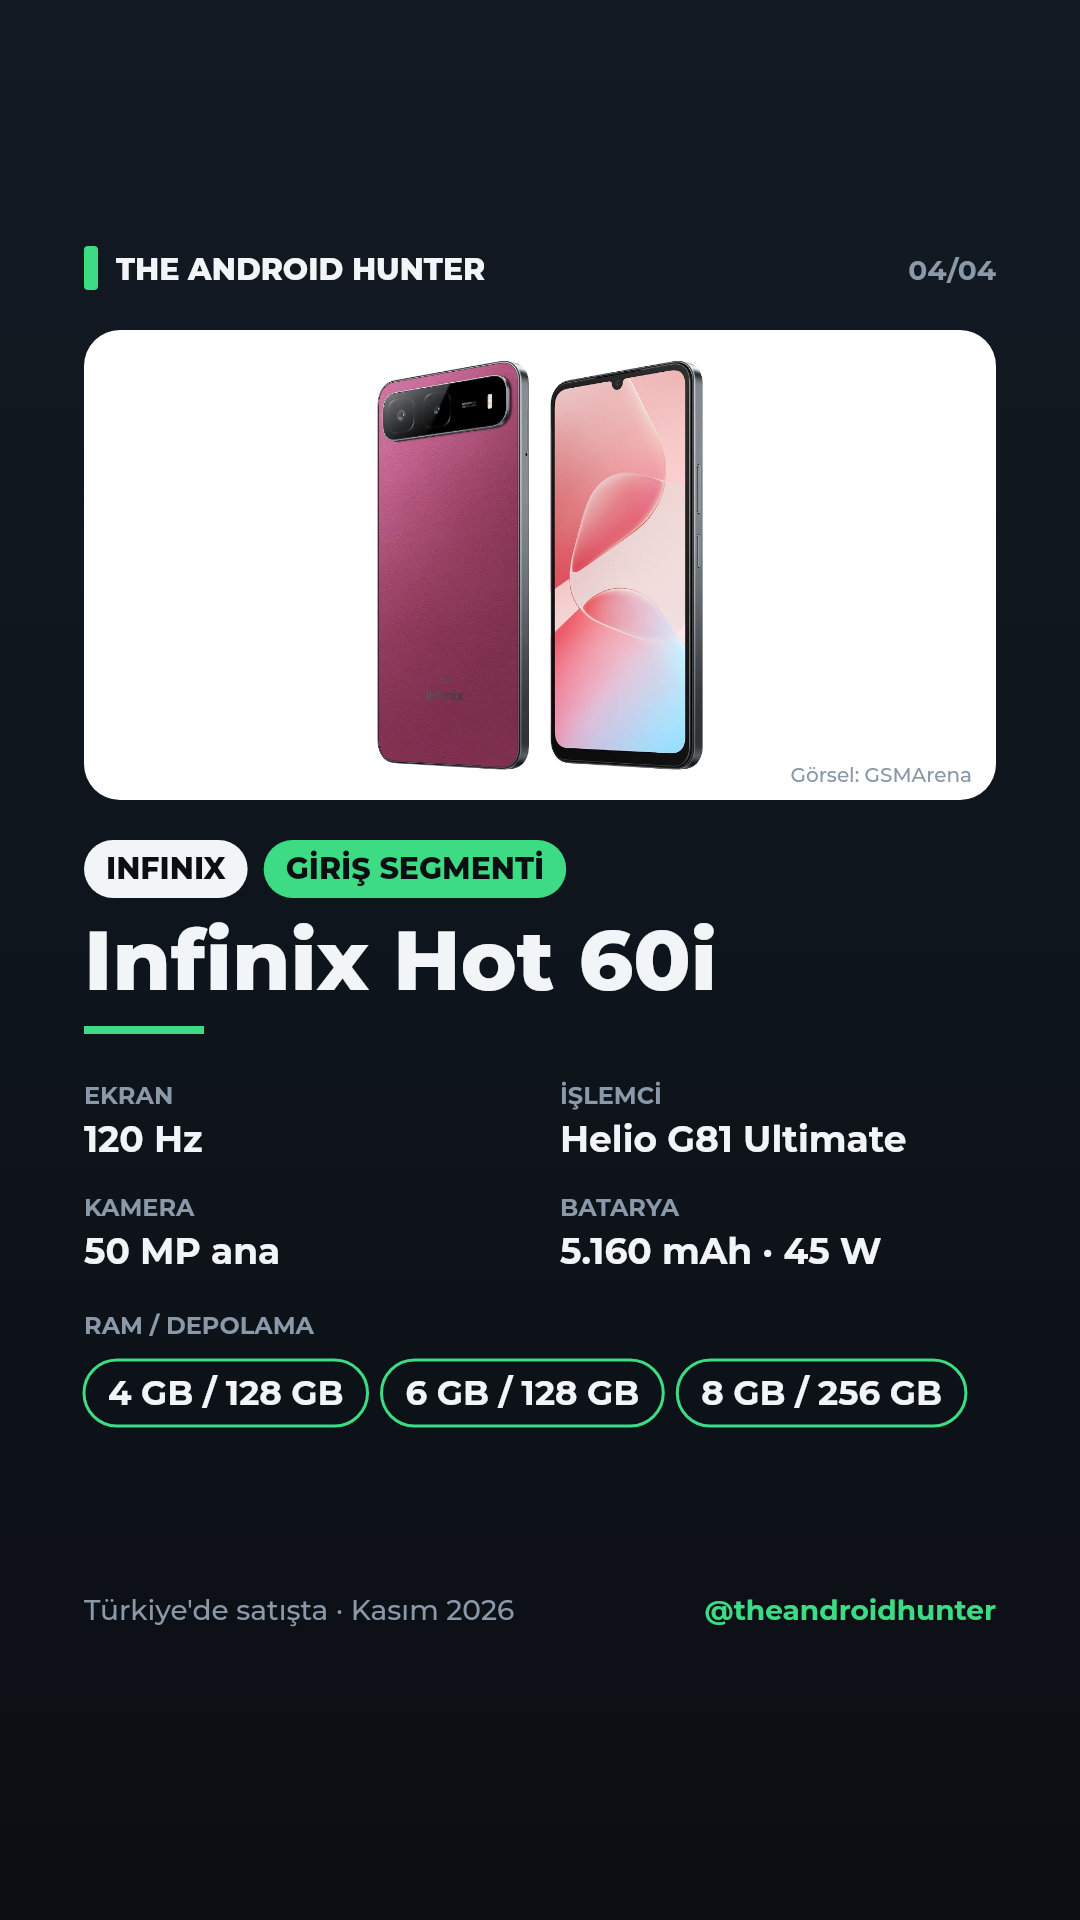 THE ANDROID HUNTER
04/04
Infinix
Görsel: GSMArena
INFINIX
GİRİŞ SEGMENTİ
Infinix Hot 60i
EKRAN
İŞLEMCİ
120 Hz
Helio G81 Ultimate
KAMERA
BATARYA
50 MP ana
5.160 mAh · 45 W
RAM / DEPOLAMA
4 GB / 128 GB
6 GB / 128 GB
8 GB / 256 GB
Türkiye'de satışta · Kasım 2026
@theandroidhunter